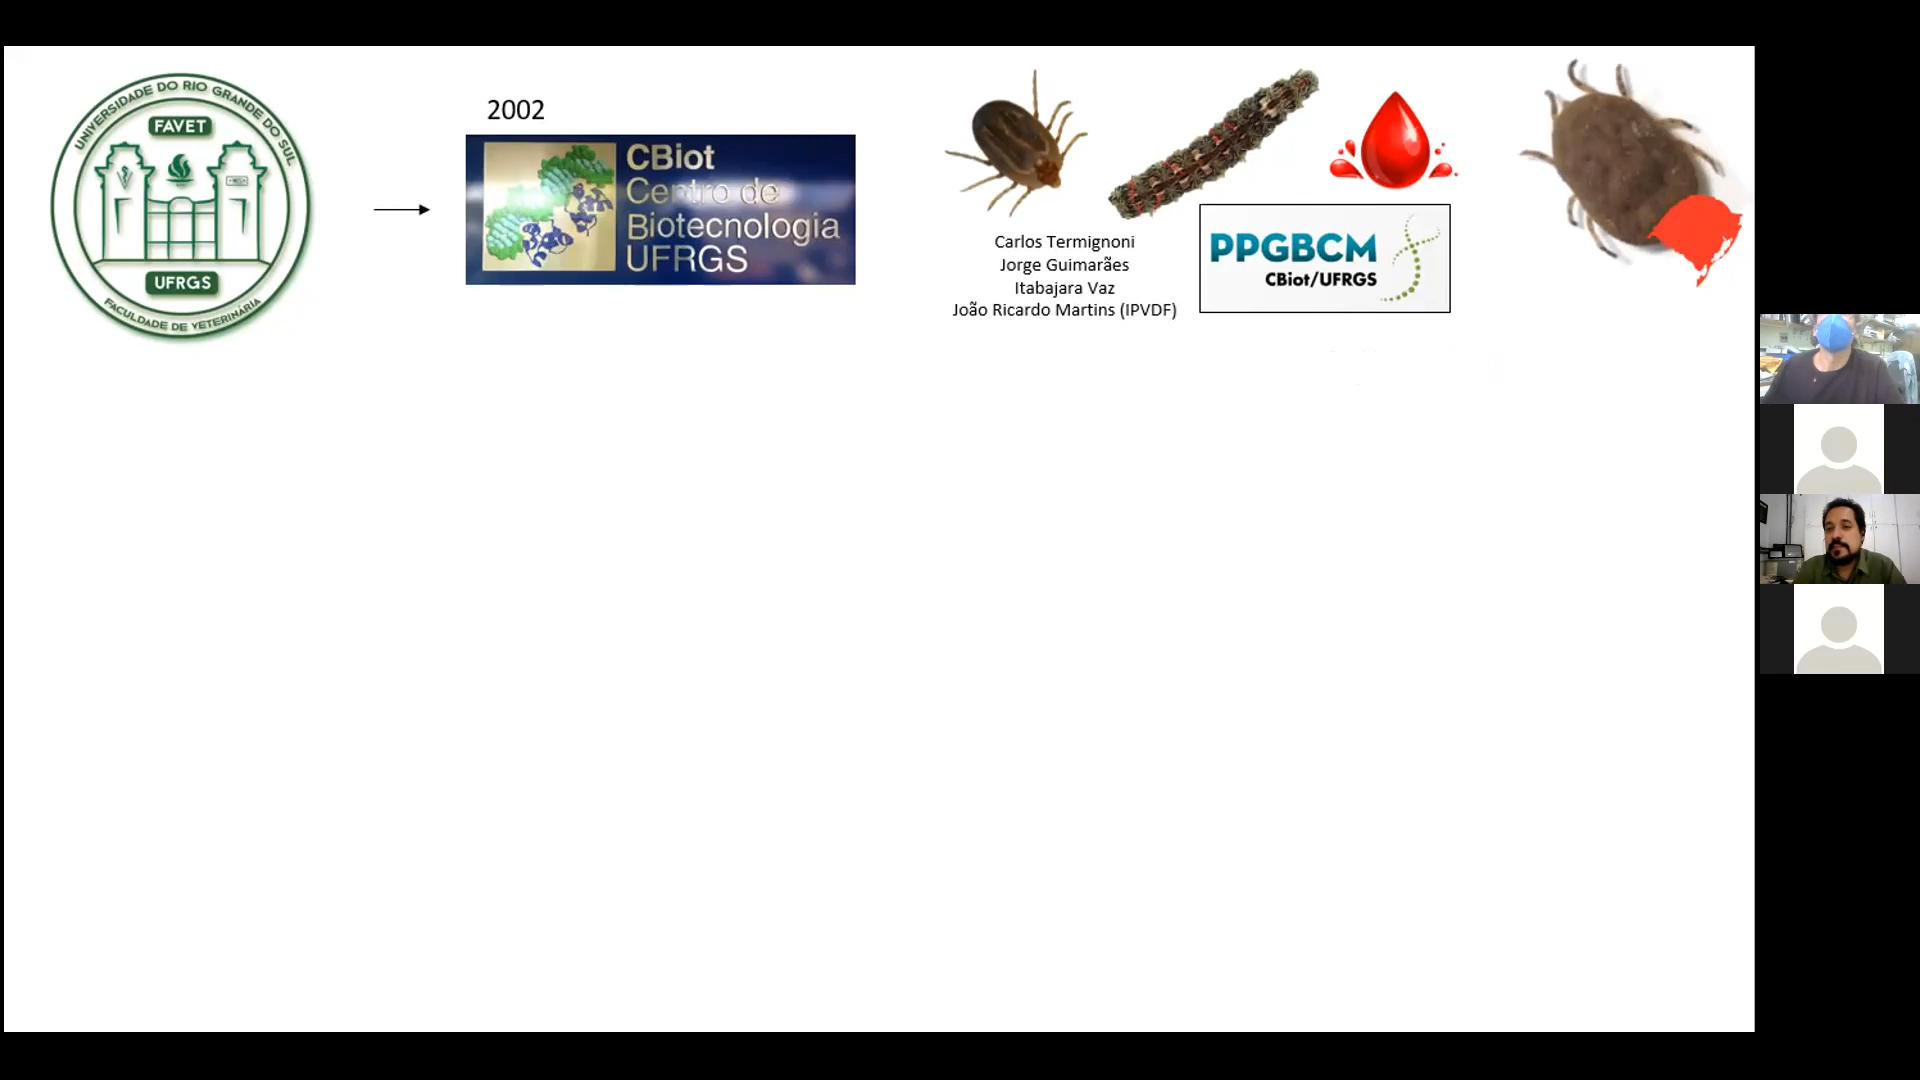 UNIVERSIDADE DO RIO GRANDE DO SUL
FAVET
UFRGS
FACULDADE DE VETERINÁRIA
2002
CBiot
Centro de
Biotecnologia
UFRGS
Carlos Termignoni
Jorge Guimarães
Itabajara Vaz
João Ricardo Martins (IPVDF)
PPGBCM
CBiot/UFRGS